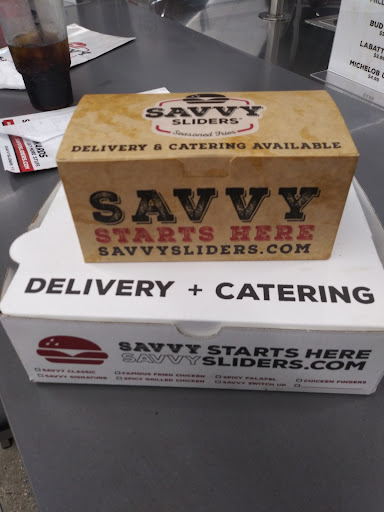 BUD
LABATT
MICHELOB
SAVVY
SLIDERS
Seasoned Fries
DELIVERY & CATERING AVAILABLE
SAVVY
STARTS HERE
SAVVYSLIDERS.COM
DELIVERY + CATERING
SAVVY STARTS HERE
SAVVYSLIDERS.COM
SAVVY CLASSIC
FAMOUS FRIED CHICKEN
SPICY FALAFEL
CHICKEN FINGERS
SAVVY SIGNATURE
SPICY GRILLED CHICKEN
SAVVY SWITCH UP